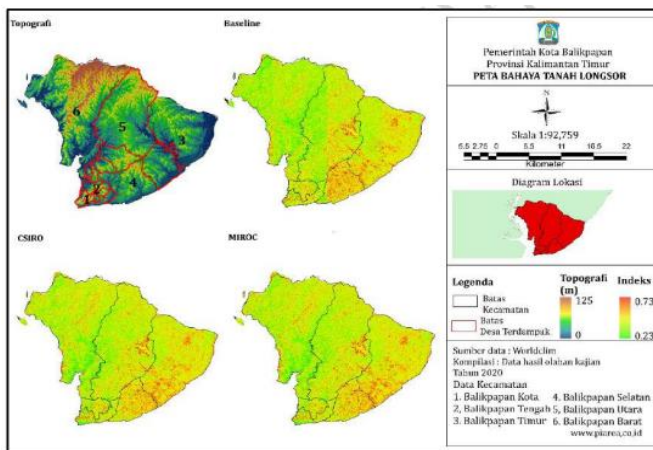 Topografi
Baseline
6
5
3
2
4
1
CSIRO
MIROC
Pemerintah Kota Balikpapan
Provinsi Kalimantan Timur
PETA BAHAYA TANAH LONGSOR
N
Skala 1:92,759
5.5 2.75 0 5.5 11 16.5 22
Kilometer
Diagram Lokasi
Legenda
Batas
Kecamatan
Batas
Desa Terdampak
Topografi
(m)
125
0
Indeks
0.73
0.23
Sumber data : Worldclim
Kompilasi : Data hasil olahan kajian
Tahun 2020
Data Kecamatan
1. Balikpapan Kota 4. Balikpapan Selatan
2, Balikpapan Tengah 5, Balikpapan Utara
3. Balikpapan Timur 6. Balikpapan Barat
www.piarea.co.id